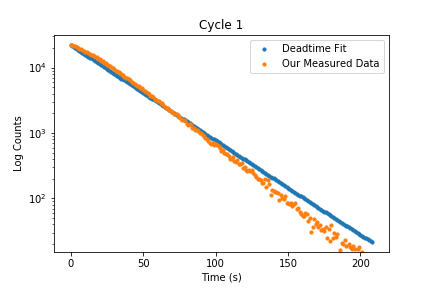 Cycle 1
Deadtime Fit
Our Measured Data
Log Counts
10⁴
10³
10²
0 50 100 150 200
Time (s)